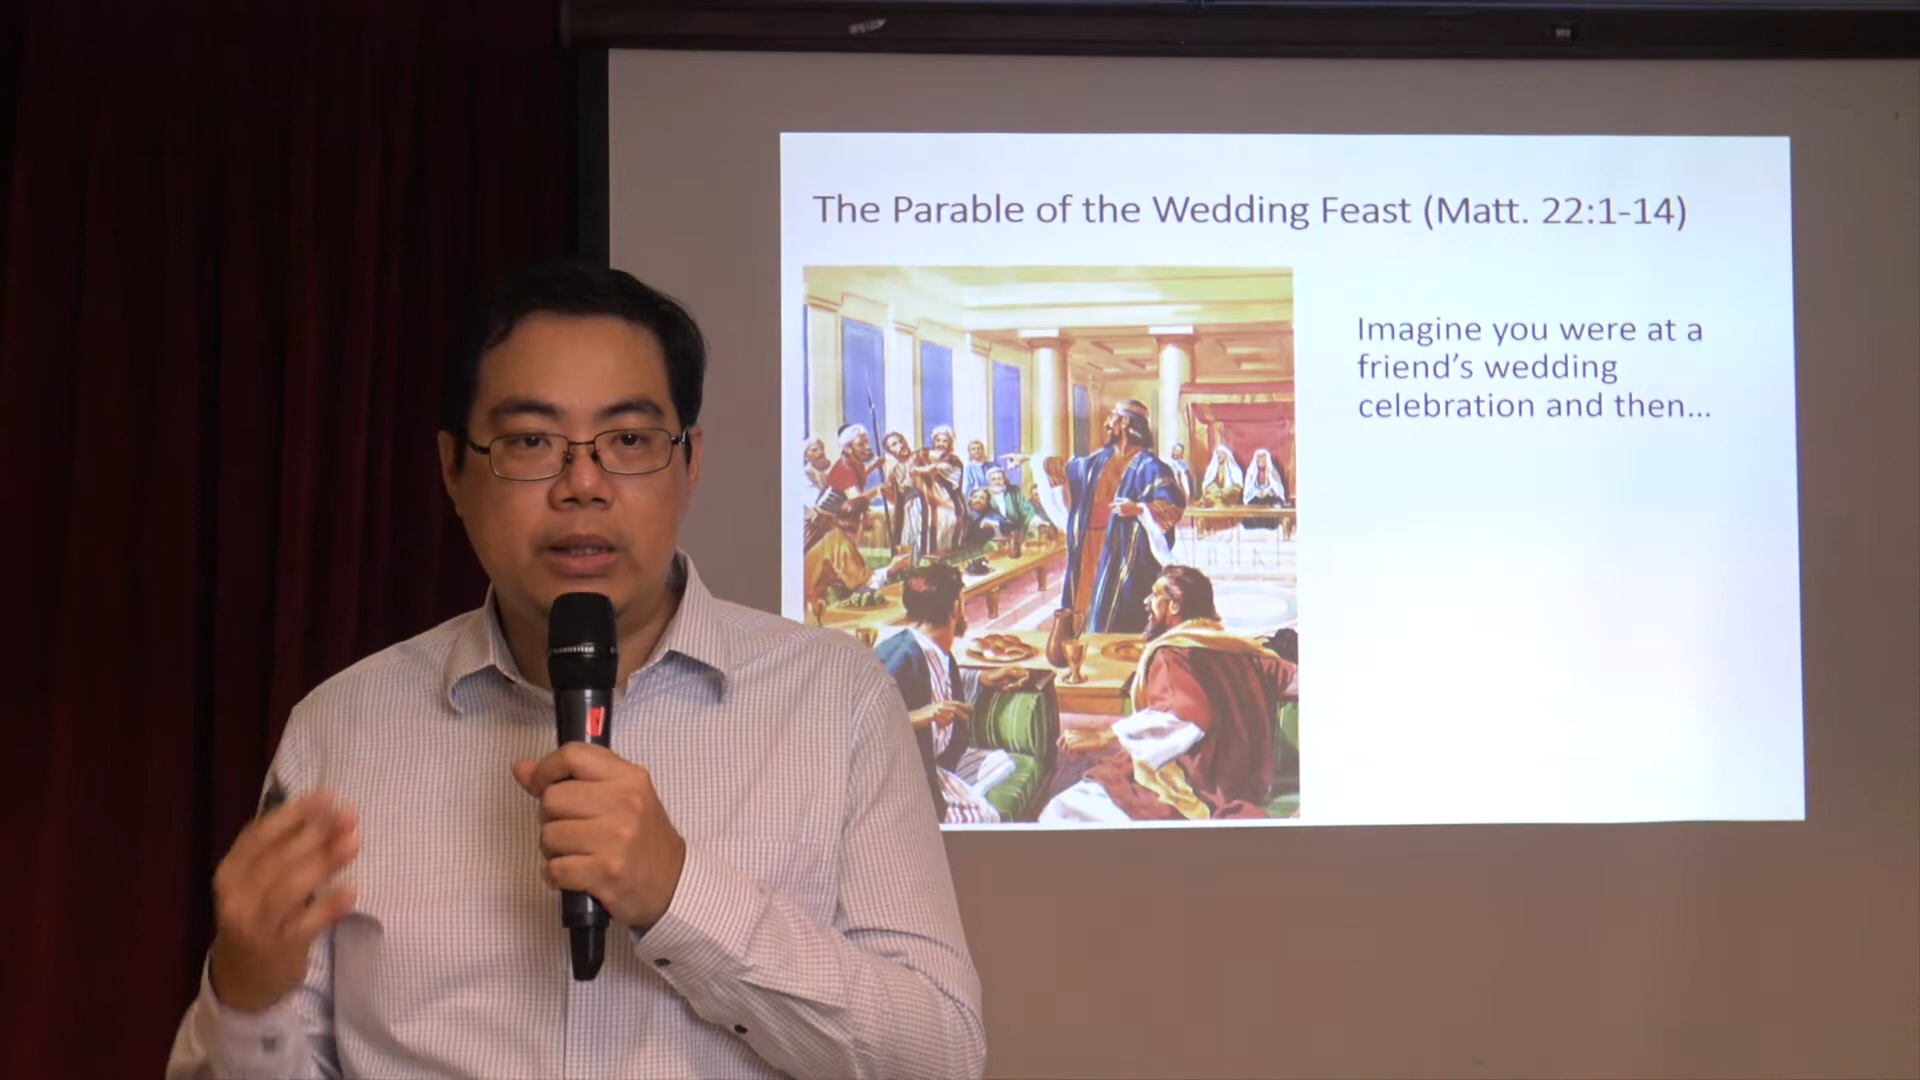 The Parable of the Wedding Feast (Matt. 22:1-14)
Imagine you were at a
friend's wedding
celebration and then...